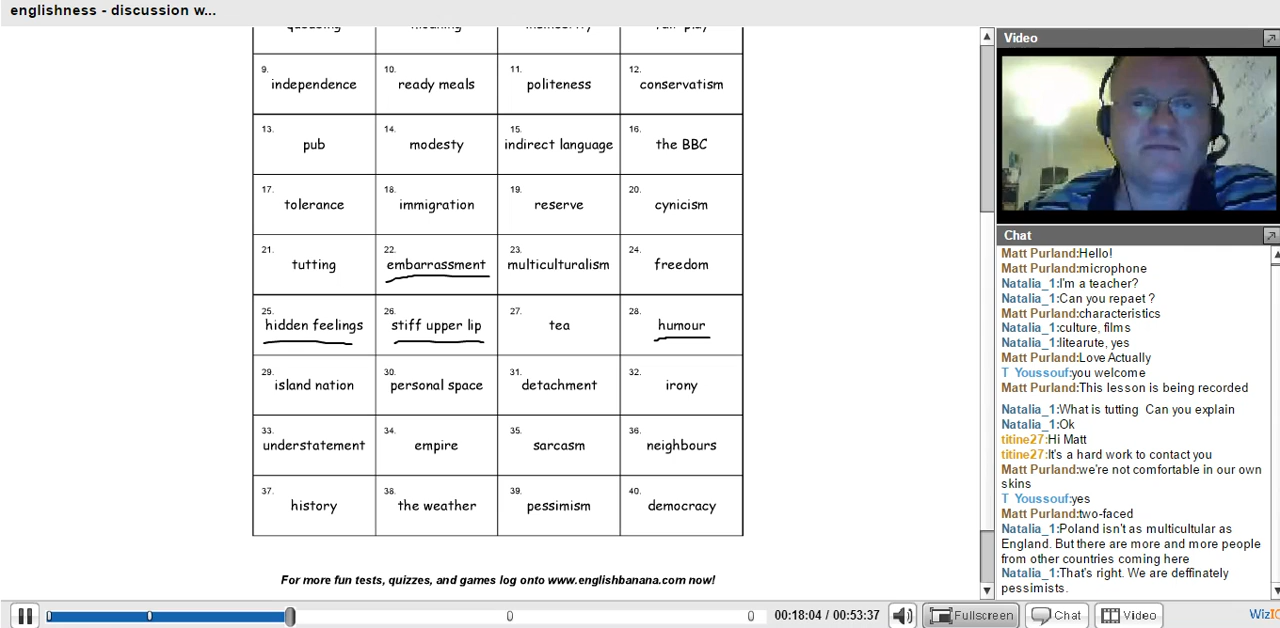 englishness - discussion w...
9. independence 10. ready meals 11. politeness 12. conservatism
13. pub 14. modesty 15. indirect language 16. the BBC
17. tolerance 18. immigration 19. reserve 20. cynicism
21. tutting 22. embarrassment 23. multiculturalism 24. freedom
25. hidden feelings 26. stiff upper lip 27. tea 28. humour
29. island nation 30. personal space 31. detachment 32. irony
33. understatement 34. empire 35. sarcasm 36. neighbours
37. history 38. the weather 39. pessimism 40. democracy
For more fun tests, quizzes, and games log onto www.englishbanana.com now!
Video
Chat
Matt Purland:Hello!
Matt Purland:microphone
Natalia_1:I'm a teacher?
Natalia_1:Can you repaet ?
Matt Purland:characteristics
Natalia_1:culture, films
Natalia_1:litearute, yes
Matt Purland:Love Actually
T Youssouf:you welcome
Matt Purland:This lesson is being recorded
Natalia_1:What is tutting Can you explain
Natalia_1:Ok
titine27:Hi Matt
titine27:It's a hard work to contact you
Matt Purland:we're not comfortable in our own
skins
T Youssouf:yes
Matt Purland:two-faced
Natalia_1:Poland isn't as multicultular as
England. But there are more and more people
from other countries coming here
Natalia_1:That's right. We are deffinately
pessimists.
00:18:04 / 00:53:37 Fullscreen Chat Video